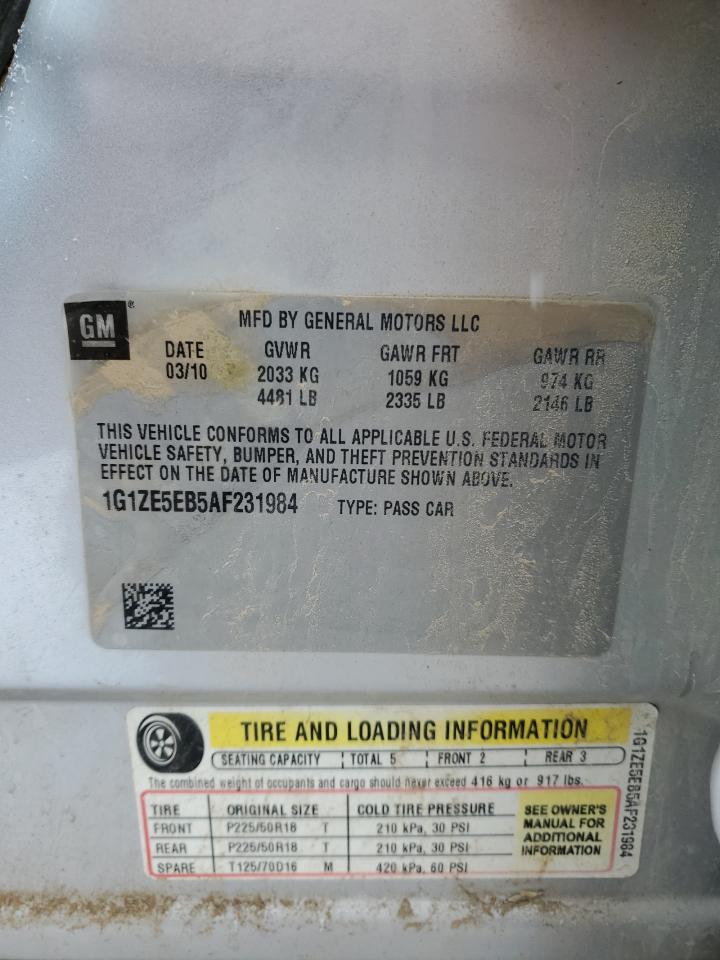 GM®
MFD BY GENERAL MOTORS LLC
DATE GVWR GAWR FRT GAWR RR
03/10 2033 KG 1059 KG 974 KG
4481 LB 2335 LB 2146 LB
THIS VEHICLE CONFORMS TO ALL APPLICABLE U.S. FEDERAL MOTOR
VEHICLE SAFETY, BUMPER, AND THEFT PREVENTION STANDARDS IN
EFFECT ON THE DATE OF MANUFACTURE SHOWN ABOVE.
1G1ZE5EB5AF231984 TYPE: PASS CAR
TIRE AND LOADING INFORMATION
SEATING CAPACITY TOTAL 5 FRONT 2 REAR 3
The combined weight of occupants and cargo should never exceed 416 kg or 917 lbs.
TIRE ORIGINAL SIZE COLD TIRE PRESSURE
FRONT P225/50R18 T 210 kPa, 30 PSI
REAR P225/50R18 T 210 kPa, 30 PSI
SPARE T125/70D16 M 420 kPa, 60 PSI
SEE OWNER'S
MANUAL FOR
ADDITIONAL
INFORMATION
1G1ZE5EB5AF231984